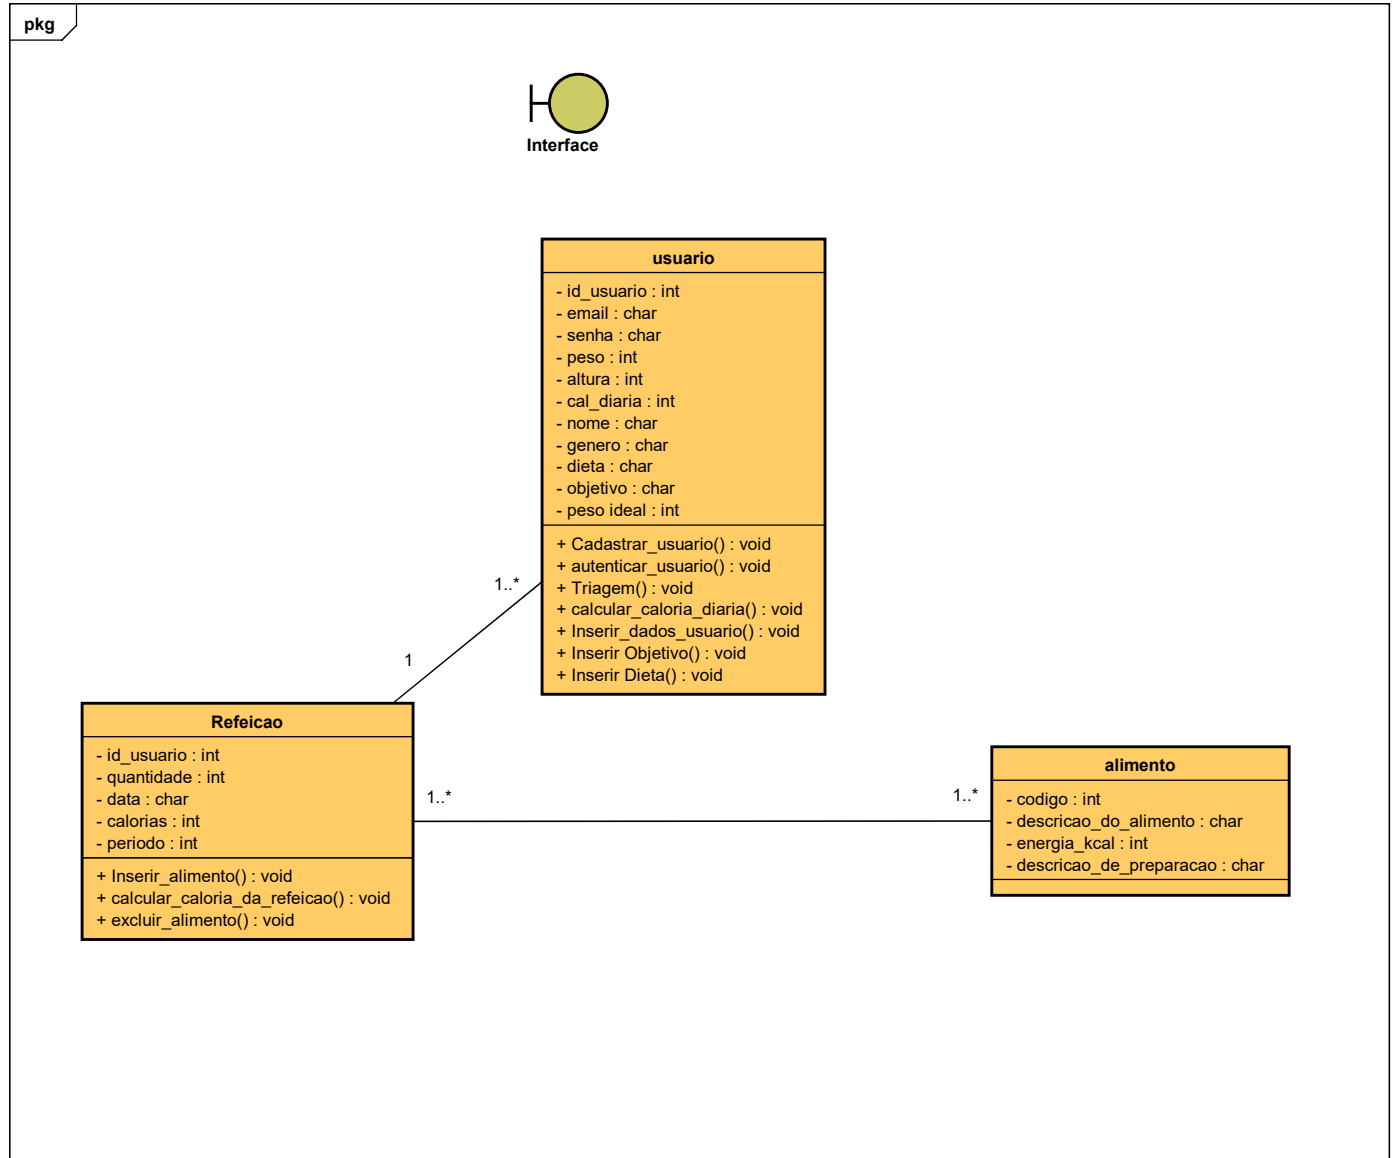 pkg
Interface
usuario
- id_usuario : int
- email : char
- senha : char
- peso : int
- altura : int
- cal_diaria : int
- nome : char
- genero : char
- dieta : char
- objetivo : char
- peso ideal : int
+ Cadastrar_usuario() : void
+ autenticar_usuario() : void
+ Triagem() : void
+ calcular_caloria_diaria() : void
+ Inserir_dados_usuario() : void
+ Inserir Objetivo() : void
+ Inserir Dieta() : void
1..*
1
Refeicao
- id_usuario : int
- quantidade : int
- data : char
- calorias : int
- periodo : int
+ Inserir_alimento() : void
+ calcular_caloria_da_refeicao() : void
+ excluir_alimento() : void
1..*
1..*
alimento
- codigo : int
- descricao_do_alimento : char
- energia_kcal : int
- descricao_de_preparacao : char